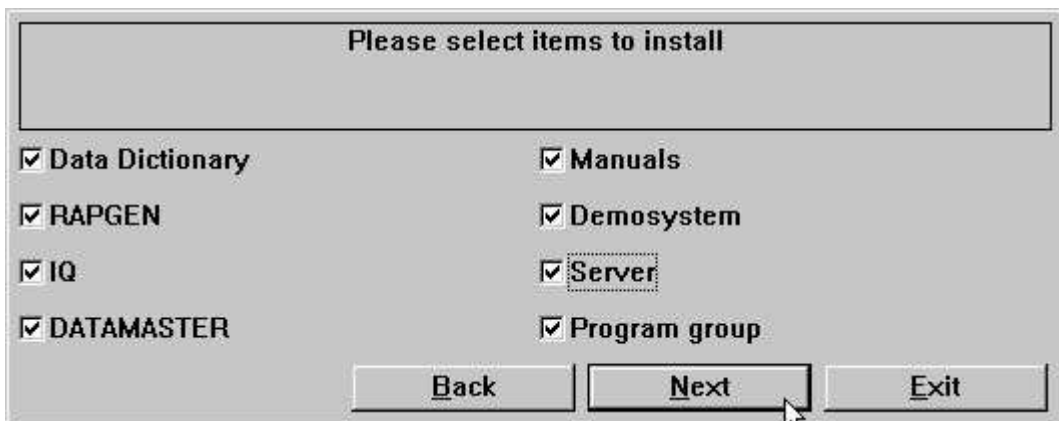 Please select items to install
Data Dictionary
Manuals
RAPGEN
Demosystem
IQ
Server
DATAMASTER
Program group
Back
Next
Exit